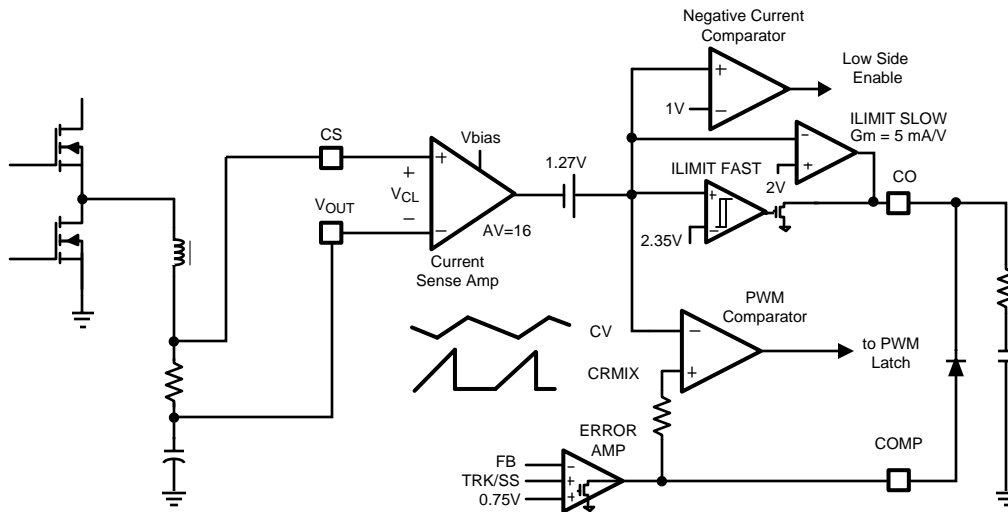 Negative Current
Comparator
+
−
1V
Low Side
Enable
ILIMIT SLOW
Gm = 5 mA/V
−
+
2V
CS
+
VCL
−
VOUT
Vbias
+
−
AV=16
Current
Sense Amp
1.27V
ILIMIT FAST
+
−
2.35V
CO
CV
CRMIX
PWM
Comparator
−
+
to PWM
Latch
ERROR
AMP
FB
TRK/SS
0.75V
−
+
+
COMP